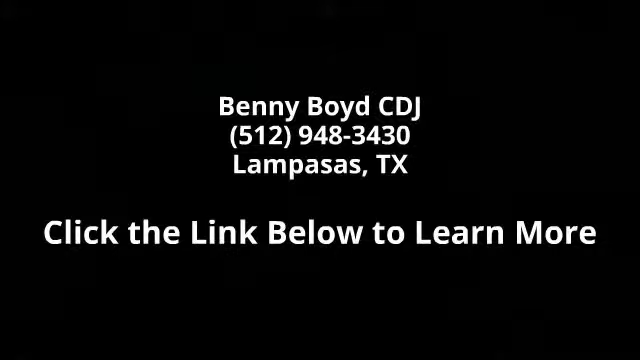 Benny Boyd CDJ
(512) 948-3430
Lampasas, TX
Click the Link Below to Learn More